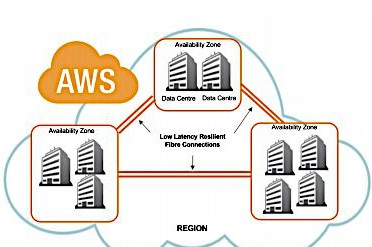 Availability Zone
AWS
Data Centre Data Centre
Availability Zone
Availability Zone
Low Latency Resilient
Fibre Connections
REGION